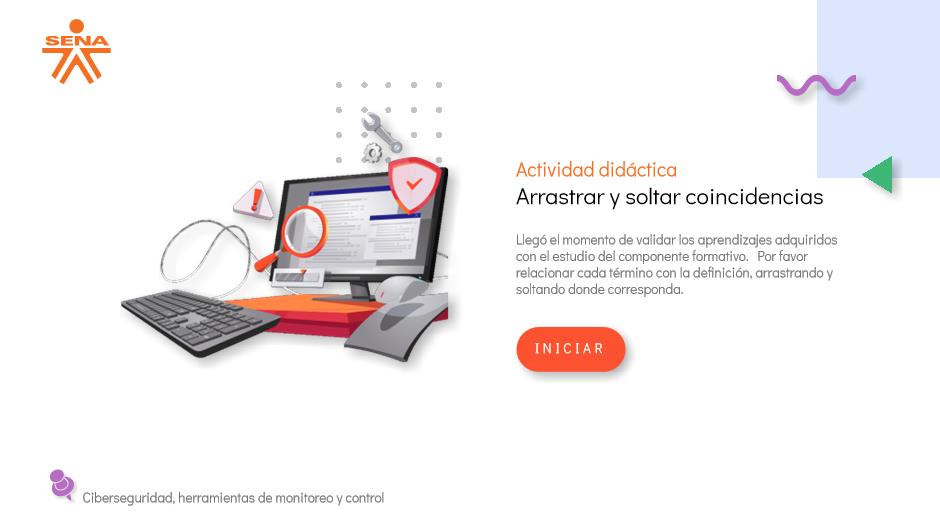 SENA
Actividad didáctica
Arrastrar y soltar coincidencias
Llegó el momento de validar los aprendizajes adquiridos
con el estudio del componente formativo. Por favor
relacionar cada término con la definición, arrastrando y
soltando donde corresponda.
INICIAR
Ciberseguridad, herramientas de monitoreo y control